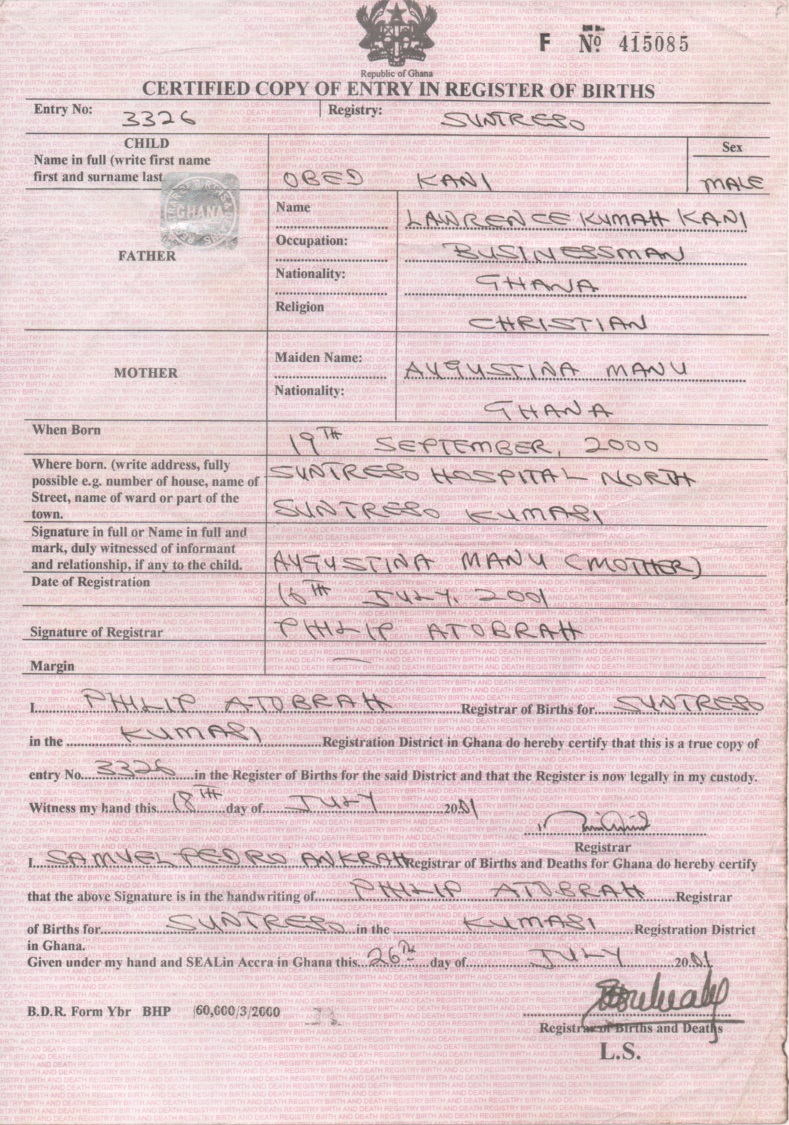 F Nº 415085
Republic of Ghana
CERTIFIED COPY OF ENTRY IN REGISTER OF BIRTHS
Entry No: 3326 Registry: SUNTRESO
CHILD
Name in full (write first name
first and surname last
OBED KANI
Sex
MALE
GHANA
FATHER
Name LAWRENCE KUMAH KANI
Occupation: BUSINESSMAN
Nationality: GHANA
Religion CHRISTIAN
MOTHER
Maiden Name: AUGUSTINA MANU
Nationality: GHANA
When Born 19TH SEPTEMBER, 2000
Where born. (write address, fully
possible e.g. number of house, name of
Street, name of ward or part of the
town.
SUNTRESO HOSPITAL NORTH
SUNTRESO KUMASI
Signature in full or Name in full and
mark, duly witnessed of informant
and relationship, if any to the child.
AUGUSTINA MANU (MOTHER)
Date of Registration 16TH JULY. 2001
Signature of Registrar PHILIP ATOBRAH
Margin —
I PHILIP ATOBRAH Registrar of Births for SUNTRESO
in the KUMASI Registration District in Ghana do hereby certify that this is a true copy of
entry No. 3326 in the Register of Births for the said District and that the Register is now legally in my custody.
Witness my hand this 18TH day of JULY 2001
Registrar
I SAMUEL PEDRO ANKRAH Registrar of Births and Deaths for Ghana do hereby certify
that the above Signature is in the handwriting of PHILIP ATOBRAH Registrar
of Births for SUNTRESO in the KUMASI Registration District
in Ghana.
Given under my hand and SEALin Accra in Ghana this 26th day of JULY 2001
B.D.R. Form Ybr BHP 60,000/3/2000
Registrar of Births and Deaths
L.S.